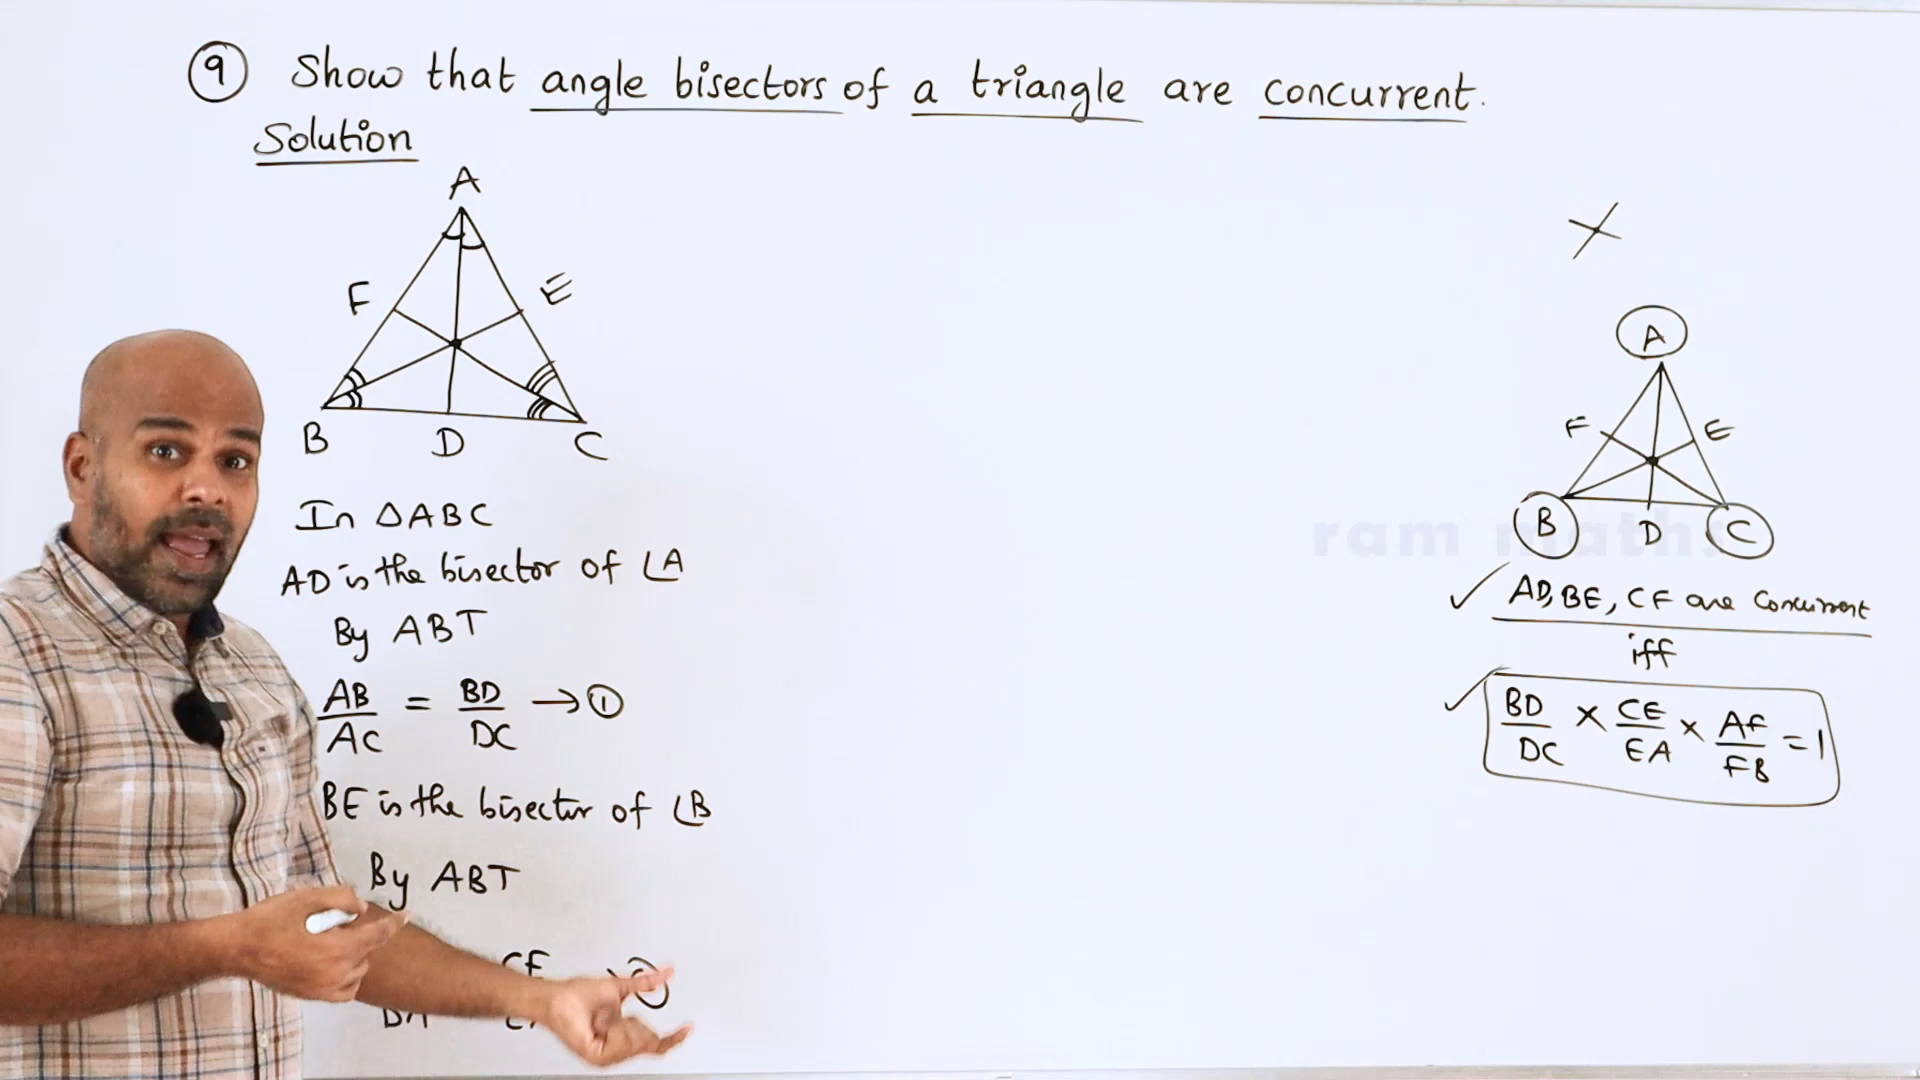 9 Show that angle bisectors of a triangle are concurrent.
Solution
A
F E
B D C
In △ABC
AD is the bisector of ∠A
By ABT
AB/AC = BD/DC → 1
BE is the bisector of ∠B
By ABT
A
F E
B D C
ram maths
✓ AD, BE, CF are concurrent
iff
✓ BD/DC × CE/EA × AF/FB = 1